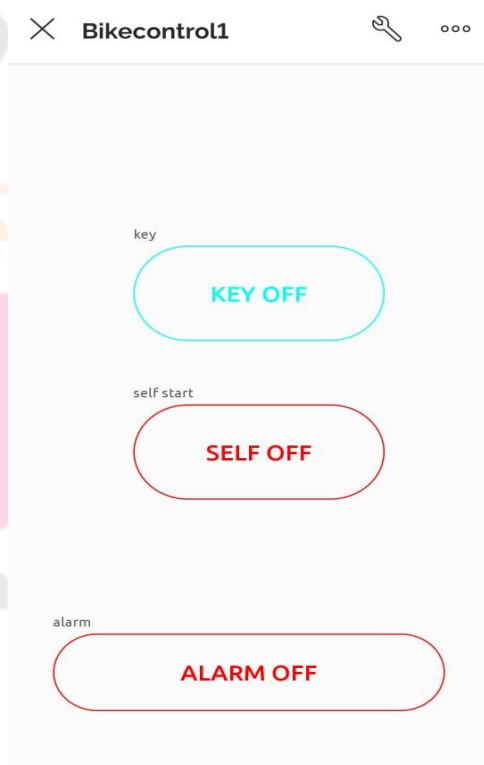 Bikecontrol1
key
KEY OFF
self start
SELF OFF
alarm
ALARM OFF